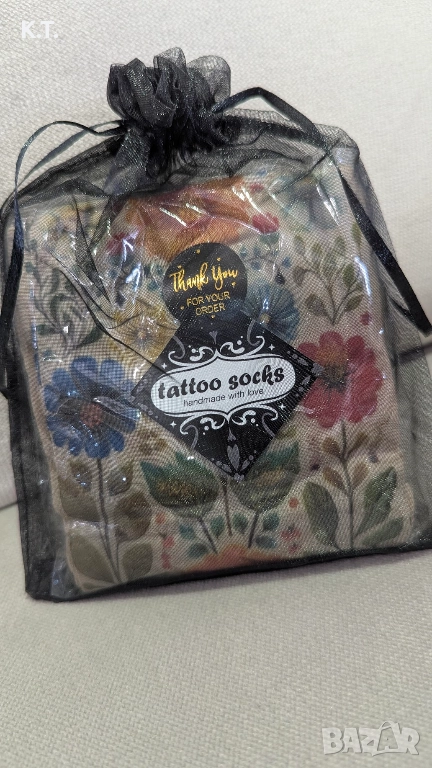 K.T.
Thank You
FOR YOUR
ORDER
tattoo socks
handmade with love
BAZAR